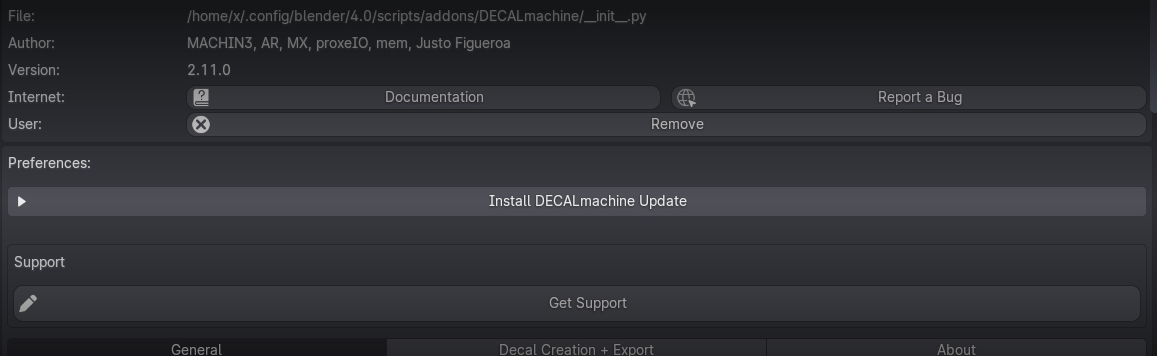 File: /home/x/.config/blender/4.0/scripts/addons/DECALmachine/__init__.py
Author: MACHIN3, AR, MX, proxeIO, mem, Justo Figueroa
Version: 2.11.0
Internet: Documentation Report a Bug
User: Remove
Preferences:
Install DECALmachine Update
Support
Get Support
General Decal Creation + Export About